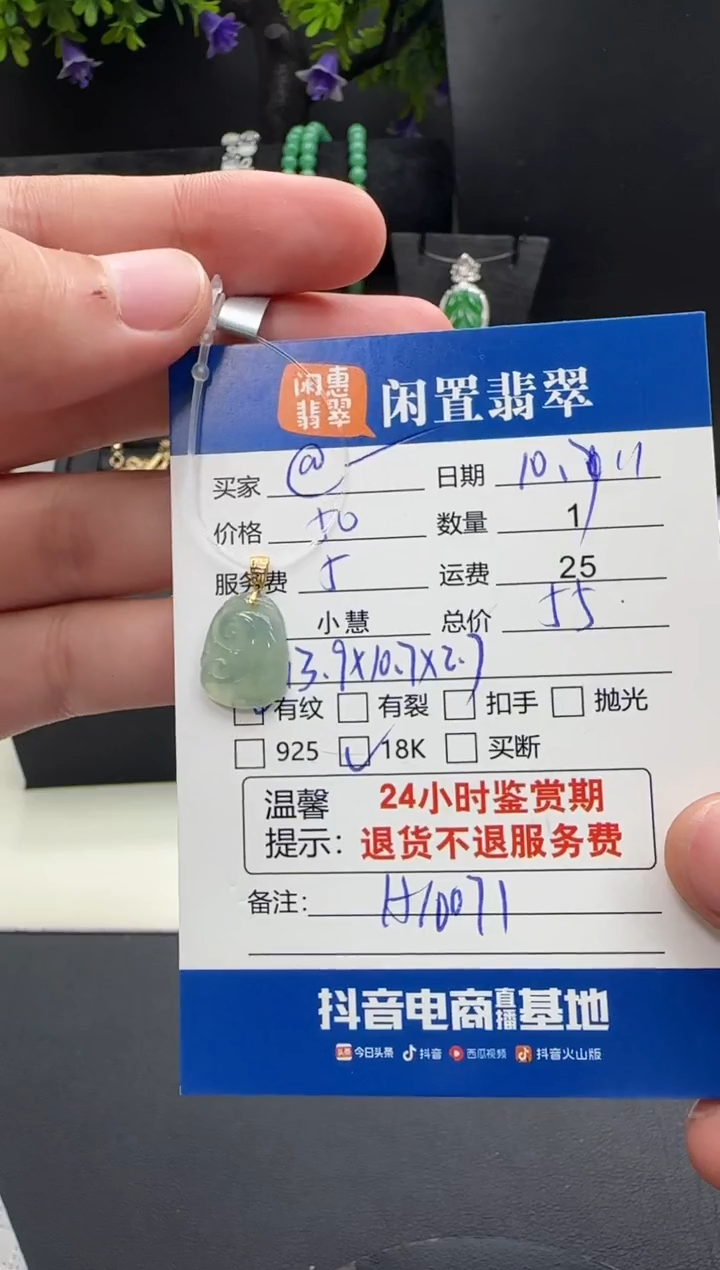 闲惠
翡翠
闲置翡翠
买家 @ 日期
价格 50 数量 1
服务费 5 运费 25
小慧 总价 55
13.9X10.7X2.7
有纹 有裂 扣手 抛光
925 18K 买断
温馨 24小时鉴赏期
提示: 退货不退服务费
备注: H10071
抖音电商直播基地
头条 今日头条 抖音 西瓜视频 抖音火山版